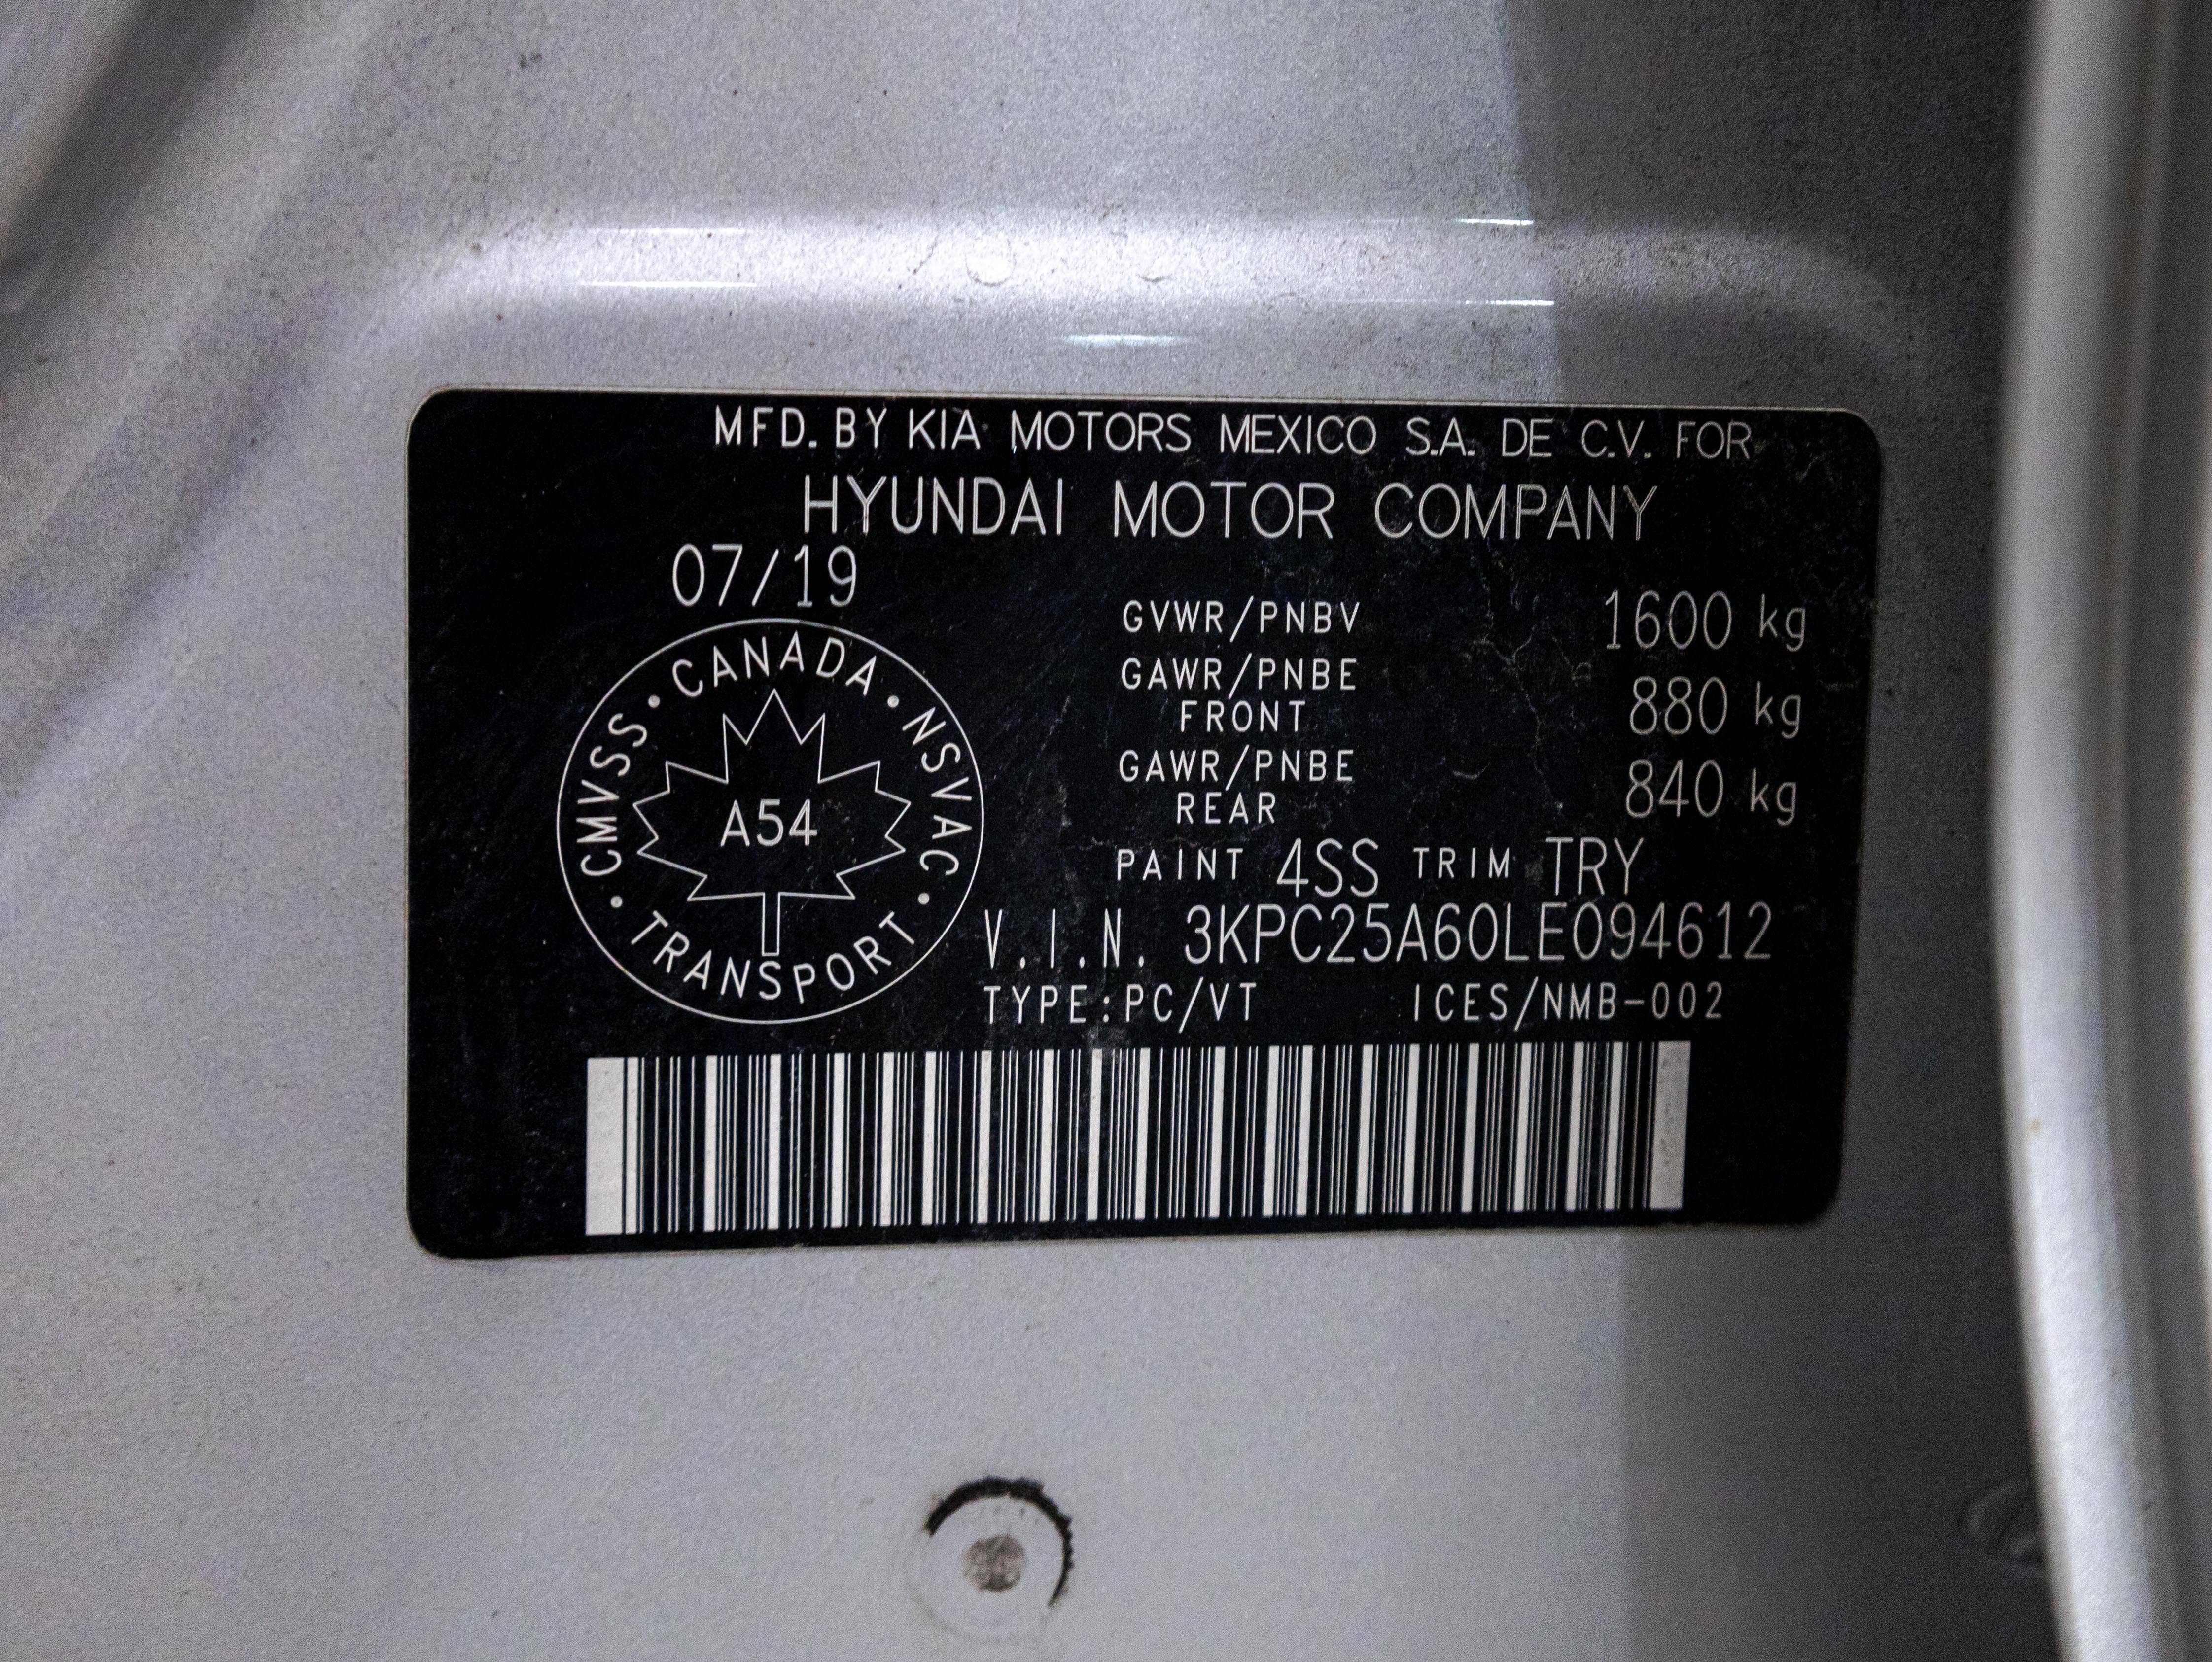 MFD. BY KIA MOTORS MEXICO S.A. DE C.V. FOR
HYUNDAI MOTOR COMPANY
07/19
CMVSS • CANADA • NSVAC • TRANSPORT •
A54
GVWR/PNBV 1600 kg
GAWR/PNBE
FRONT 880 kg
GAWR/PNBE
REAR 840 kg
PAINT 4SS TRIM TRY
V.I.N. 3KPC25A60LE094612
TYPE:PC/VT ICES/NMB-002